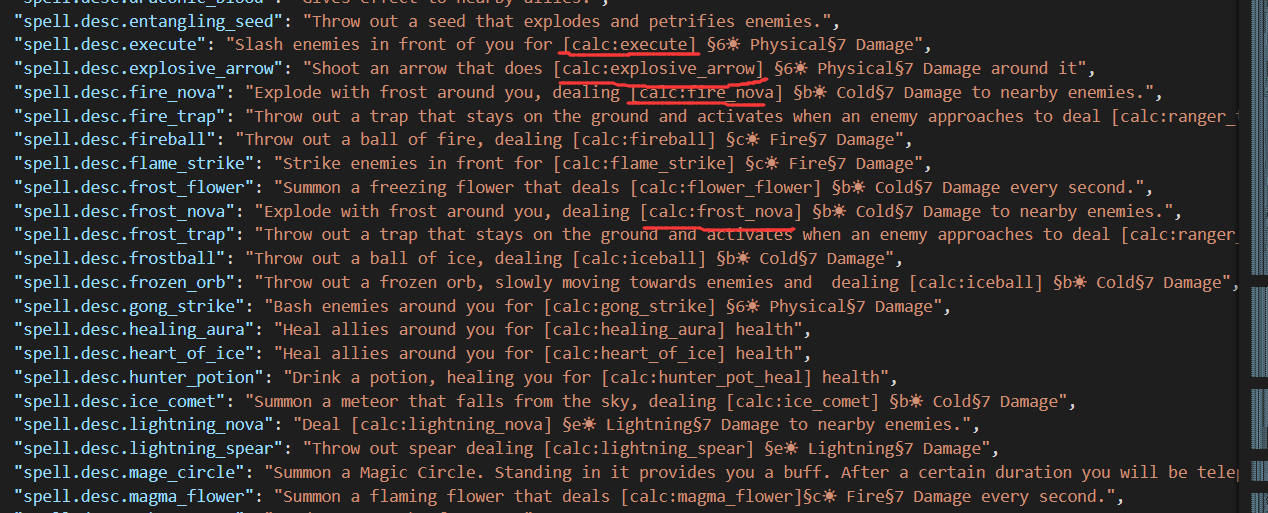 "spell.desc.draconic_blood": "Gives effect to nearby allies.",
"spell.desc.entangling_seed": "Throw out a seed that explodes and petrifies enemies.",
"spell.desc.execute": "Slash enemies in front of you for [calc:execute] §6☀ Physical§7 Damage",
"spell.desc.explosive_arrow": "Shoot an arrow that does [calc:explosive_arrow] §6☀ Physical§7 Damage around it",
"spell.desc.fire_nova": "Explode with frost around you, dealing [calc:fire_nova] §b☀ Cold§7 Damage to nearby enemies.",
"spell.desc.fire_trap": "Throw out a trap that stays on the ground and activates when an enemy approaches to deal [calc:ranger_
"spell.desc.fireball": "Throw out a ball of fire, dealing [calc:fireball] §c☀ Fire§7 Damage",
"spell.desc.flame_strike": "Strike enemies in front for [calc:flame_strike] §c☀ Fire§7 Damage",
"spell.desc.frost_flower": "Summon a freezing flower that deals [calc:flower_flower] §b☀ Cold§7 Damage every second.",
"spell.desc.frost_nova": "Explode with frost around you, dealing [calc:frost_nova] §b☀ Cold§7 Damage to nearby enemies.",
"spell.desc.frost_trap": "Throw out a trap that stays on the ground and activates when an enemy approaches to deal [calc:ranger_
"spell.desc.frostball": "Throw out a ball of ice, dealing [calc:iceball] §b☀ Cold§7 Damage",
"spell.desc.frozen_orb": "Throw out a frozen orb, slowly moving towards enemies and  dealing [calc:iceball] §b☀ Cold§7 Damage",
"spell.desc.gong_strike": "Bash enemies around you for [calc:gong_strike] §6☀ Physical§7 Damage",
"spell.desc.healing_aura": "Heal allies around you for [calc:healing_aura] health",
"spell.desc.heart_of_ice": "Heal allies around you for [calc:heart_of_ice] health",
"spell.desc.hunter_potion": "Drink a potion, healing you for [calc:hunter_pot_heal] health",
"spell.desc.ice_comet": "Summon a meteor that falls from the sky, dealing [calc:ice_comet] §b☀ Cold§7 Damage",
"spell.desc.lightning_nova": "Deal [calc:lightning_nova] §e☀ Lightning§7 Damage to nearby enemies.",
"spell.desc.lightning_spear": "Throw out spear dealing [calc:lightning_spear] §e☀ Lightning§7 Damage",
"spell.desc.mage_circle": "Summon a Magic Circle. Standing in it provides you a buff. After a certain duration you will be tele
"spell.desc.magma_flower": "Summon a flaming flower that deals [calc:magma_flower]§c☀ Fire§7 Damage every second.",